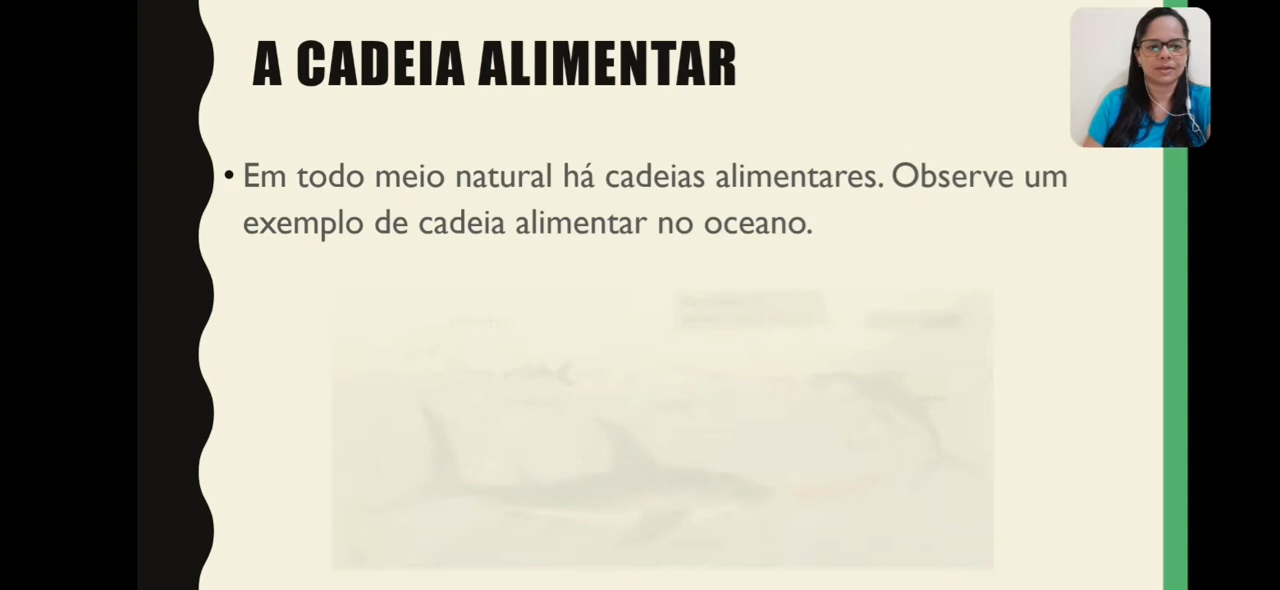 A CADEIA ALIMENTAR
• Em todo meio natural há cadeias alimentares. Observe um
exemplo de cadeia alimentar no oceano.